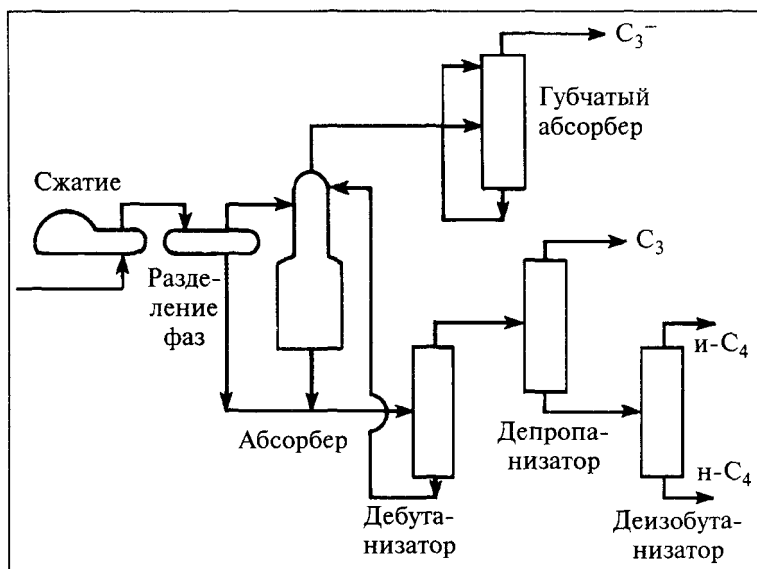 C₃⁻
Губчатый
абсорбер
Сжатие
Разде-
ление
фаз
C₃
и-C₄
Абсорбер
Депропа-
низатор
н-C₄
Дебута-
низатор
Деизобута-
низатор